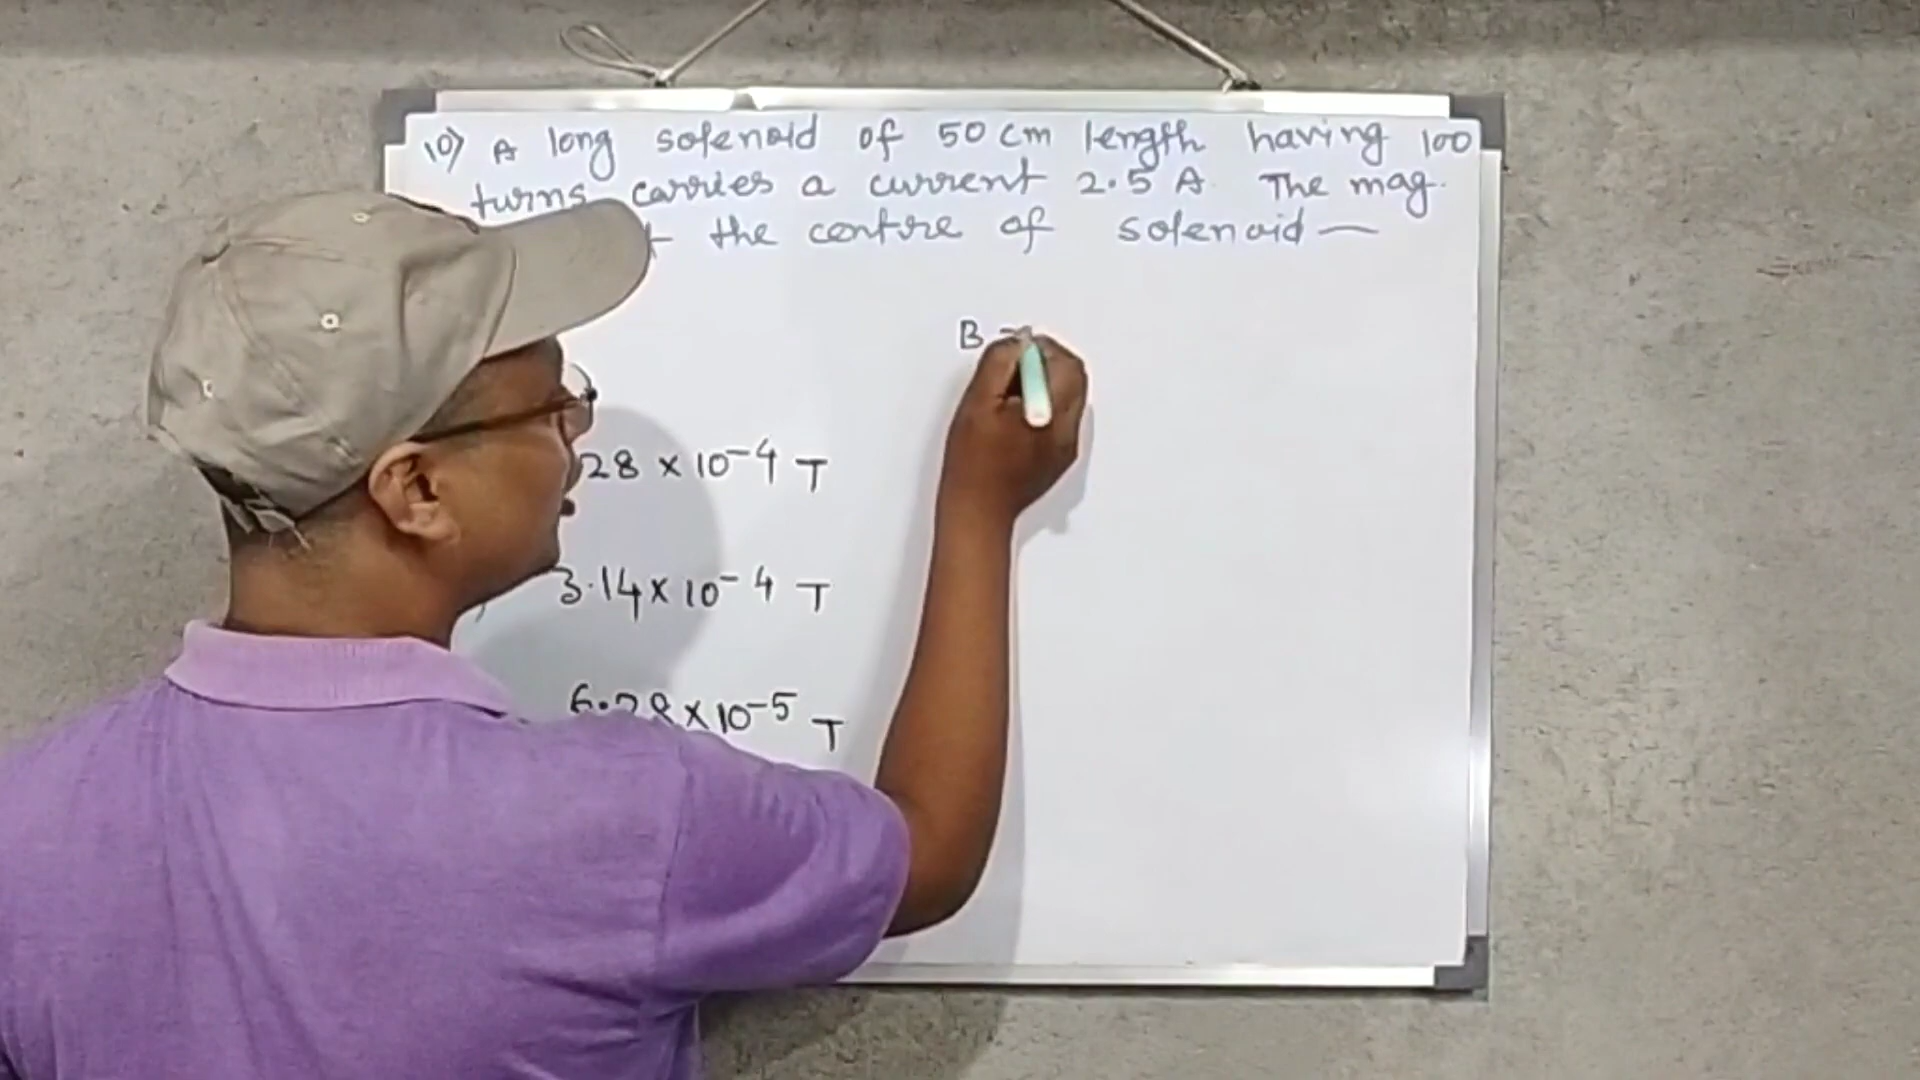 10) A long solenoid of 50 cm length having 100
turns carries a current 2.5 A. The mag.
the centre of solenoid —
B =
28 × 10⁻⁴ T
3.14 × 10⁻⁴ T
6.28 × 10⁻⁵ T